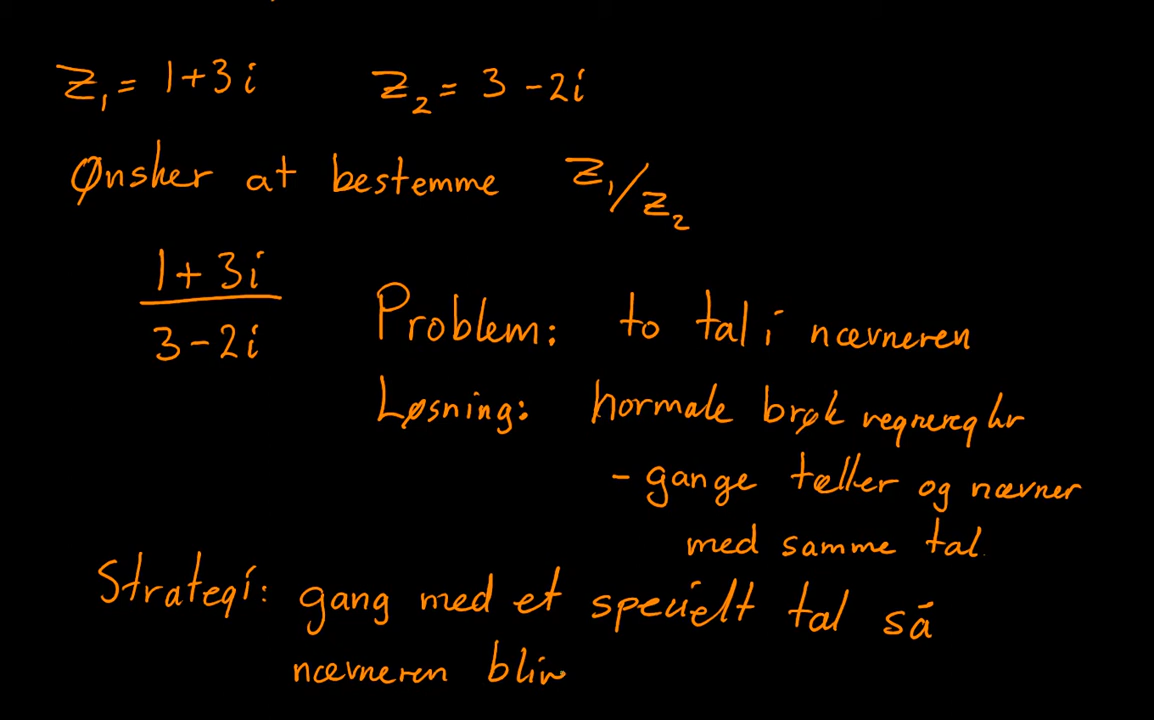 z₁ = 1+3i z₂ = 3-2i
Ønsker at bestemme z₁/z₂
1+3i
3-2i
Problem: to tal i nævneren
Løsning: normale brøk regneregler
- gange tæller og nævner
med samme tal.
Strategi: gang med et specielt tal så
nævneren bliv